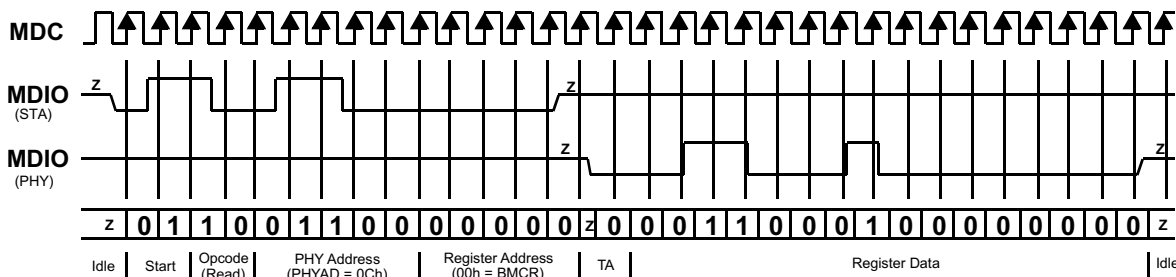 MDC
z z
MDIO
(STA)
z z
MDIO
(PHY)
z 0 1 1 0 0 1 1 0 0 0 0 0 0 0 z 0 0 0 1 1 0 0 0 1 0 0 0 0 0 0 0 0 z
Idle Start Opcode PHY Address Register Address TA Register Data Idle
(Read) (PHYAD = 0Ch) (00h = BMCR)